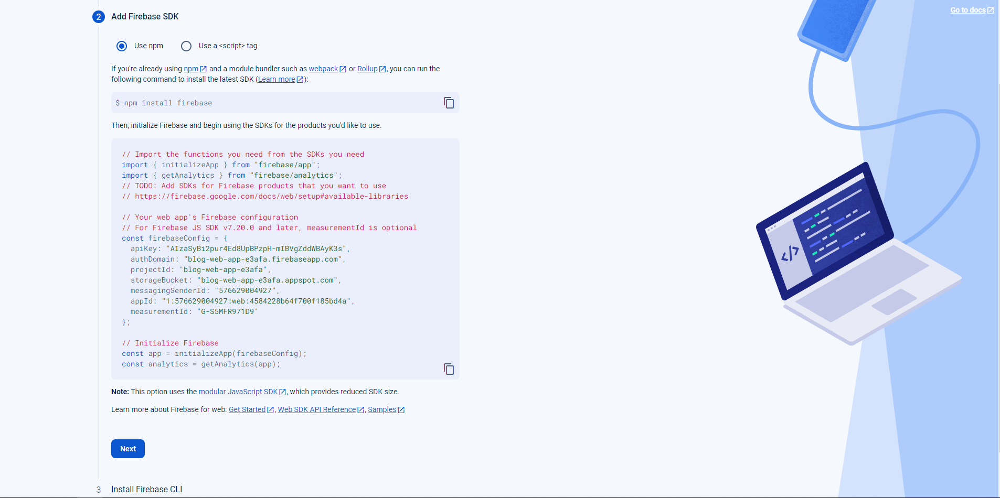 Go to docs
2 Add Firebase SDK
Use npm Use a <script> tag
If you're already using npm and a module bundler such as webpack or Rollup, you can run the
following command to install the latest SDK (Learn more):
$ npm install firebase
Then, initialize Firebase and begin using the SDKs for the products you'd like to use.
// Import the functions you need from the SDKs you need
import { initializeApp } from "firebase/app";
import { getAnalytics } from "firebase/analytics";
// TODO: Add SDKs for Firebase products that you want to use
// https://firebase.google.com/docs/web/setup#available-libraries
// Your web app's Firebase configuration
// For Firebase JS SDK v7.20.0 and later, measurementId is optional
const firebaseConfig = {
  apiKey: "AIzaSyBi2pur4Ed8UpBPzpH-mIBVgZddWBAyK3s",
  authDomain: "blog-web-app-e3afa.firebaseapp.com",
  projectId: "blog-web-app-e3afa",
  storageBucket: "blog-web-app-e3afa.appspot.com",
  messagingSenderId: "576629004927",
  appId: "1:576629004927:web:4584228b64f700f185bd4a",
  measurementId: "G-S5MFR971D9"
};
// Initialize Firebase
const app = initializeApp(firebaseConfig);
const analytics = getAnalytics(app);
Note: This option uses the modular JavaScript SDK, which provides reduced SDK size.
Learn more about Firebase for web: Get Started, Web SDK API Reference, Samples
Next
3 Install Firebase CLI